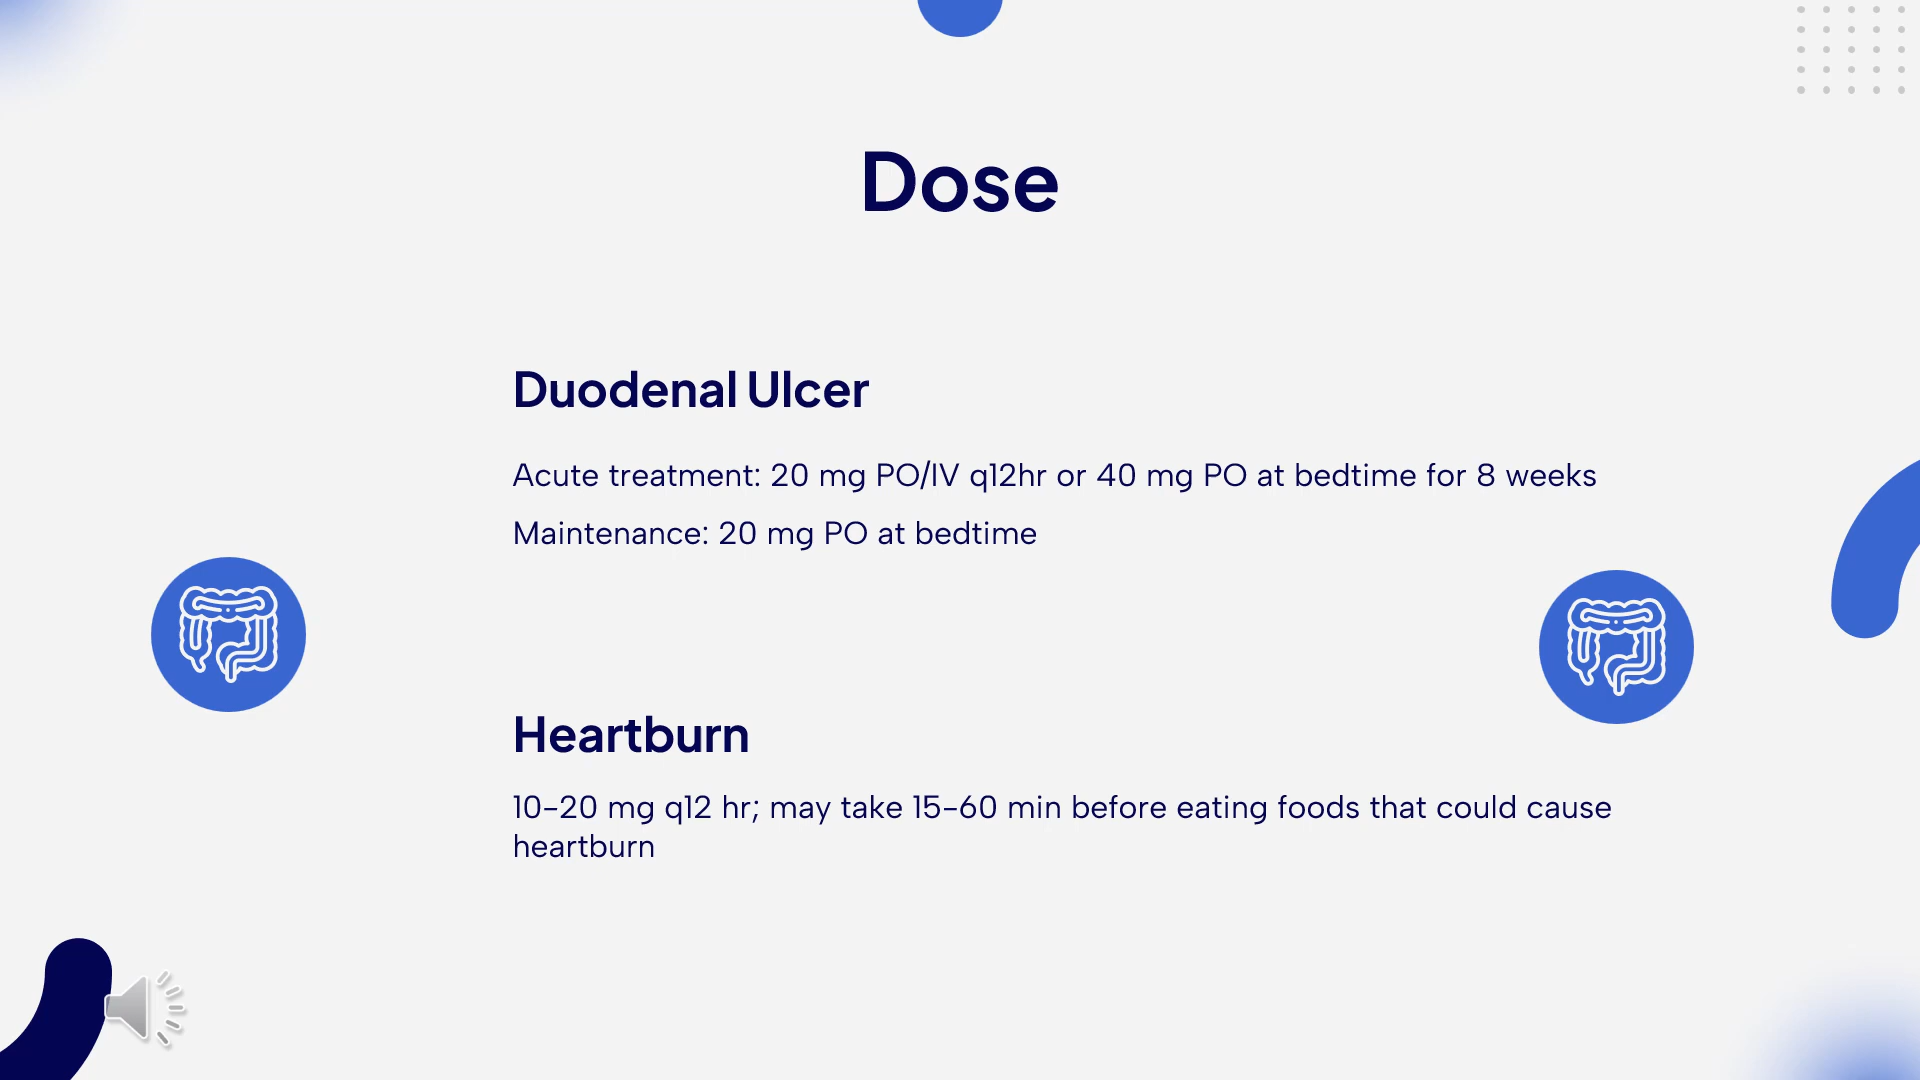 Dose
Duodenal Ulcer
Acute treatment: 20 mg PO/IV q12hr or 40 mg PO at bedtime for 8 weeks
Maintenance: 20 mg PO at bedtime
Heartburn
10-20 mg q12 hr; may take 15-60 min before eating foods that could cause
heartburn